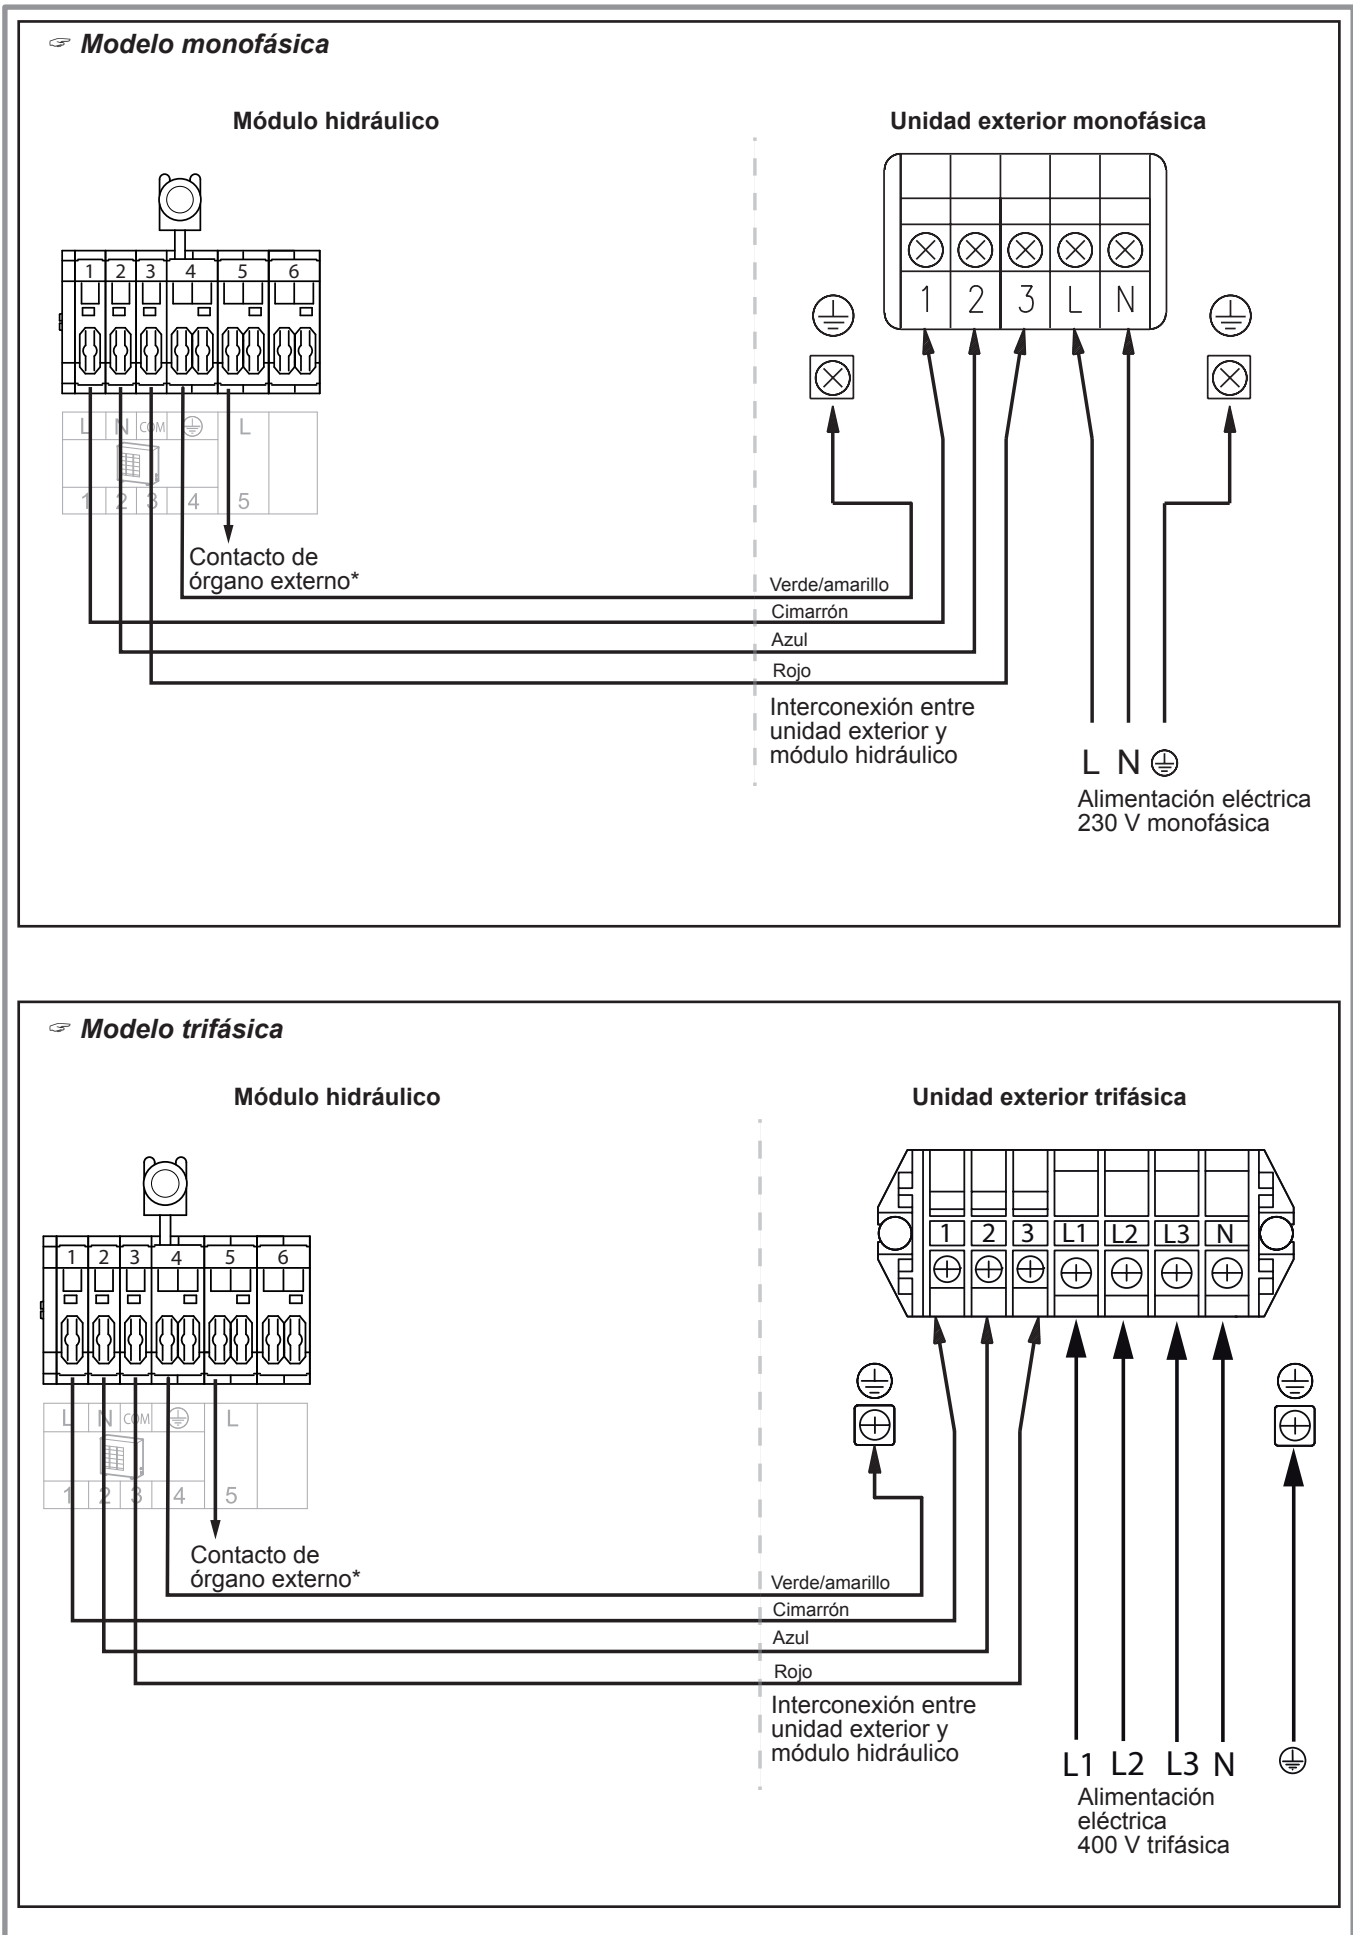 ☞ Modelo monofásica
Módulo hidráulico
Unidad exterior monofásica
1 2 3 4 5 6
1 2 3 L N
L N COM L
1 2 3 4 5
Contacto de
órgano externo*
Verde/amarillo
Cimarrón
Azul
Rojo
Interconexión entre
unidad exterior y
módulo hidráulico
L N
Alimentación eléctrica
230 V monofásica
☞ Modelo trifásica
Módulo hidráulico
Unidad exterior trifásica
1 2 3 4 5 6
1 2 3 L1 L2 L3 N
L N COM L
1 2 3 4 5
Contacto de
órgano externo*
Verde/amarillo
Cimarrón
Azul
Rojo
Interconexión entre
unidad exterior y
módulo hidráulico
L1 L2 L3 N
Alimentación
eléctrica
400 V trifásica